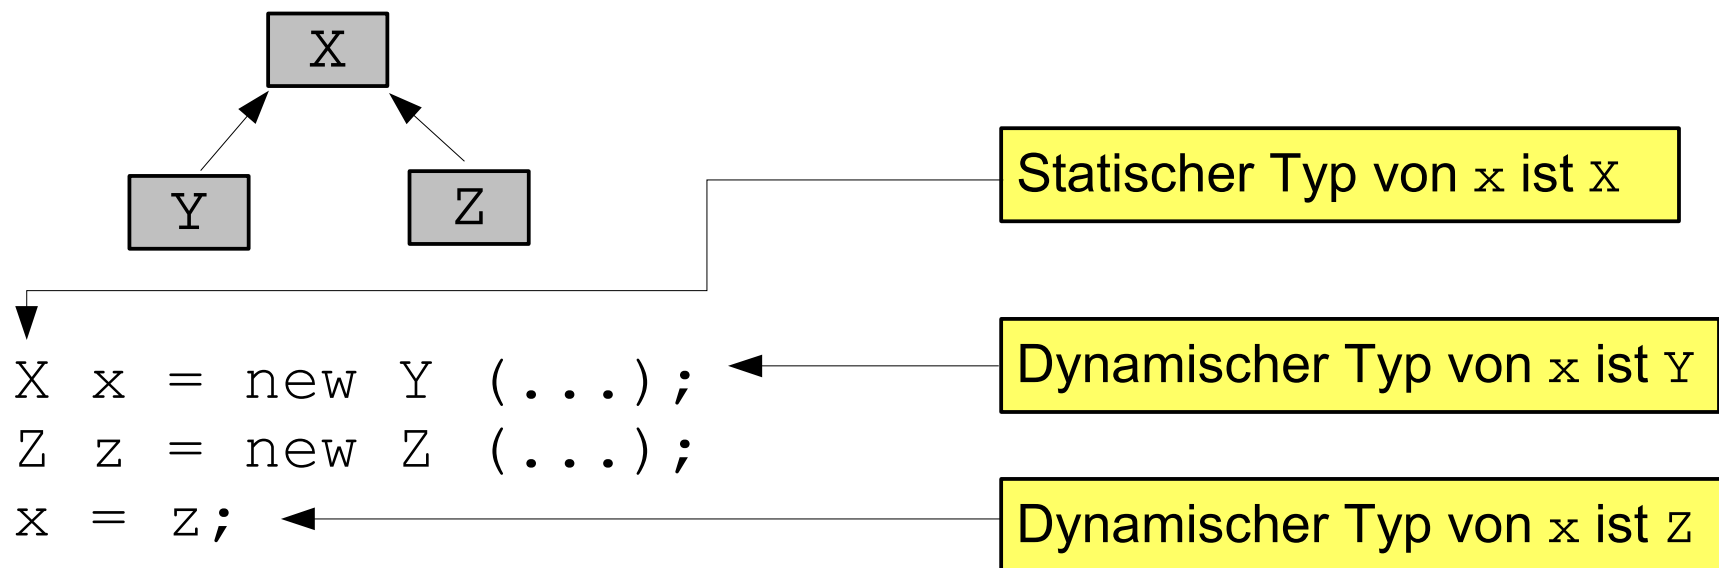 X
Y
Z
Statischer Typ von x ist X
X x = new Y (...);
Dynamischer Typ von x ist Y
Z z = new Z (...);
x = z;
Dynamischer Typ von x ist Z